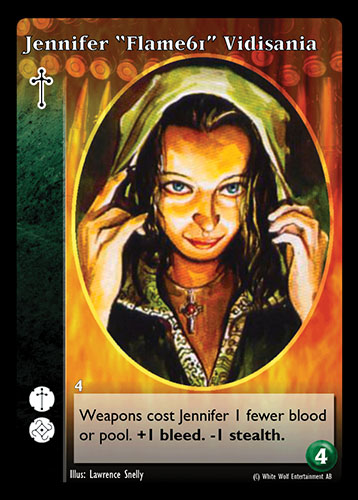 Jennifer "Flame61" Vidisania
4
Weapons cost Jennifer 1 fewer blood
or pool. +1 bleed. -1 stealth.
4
Illus: Lawrence Snelly
(C) White Wolf Entertainment AB